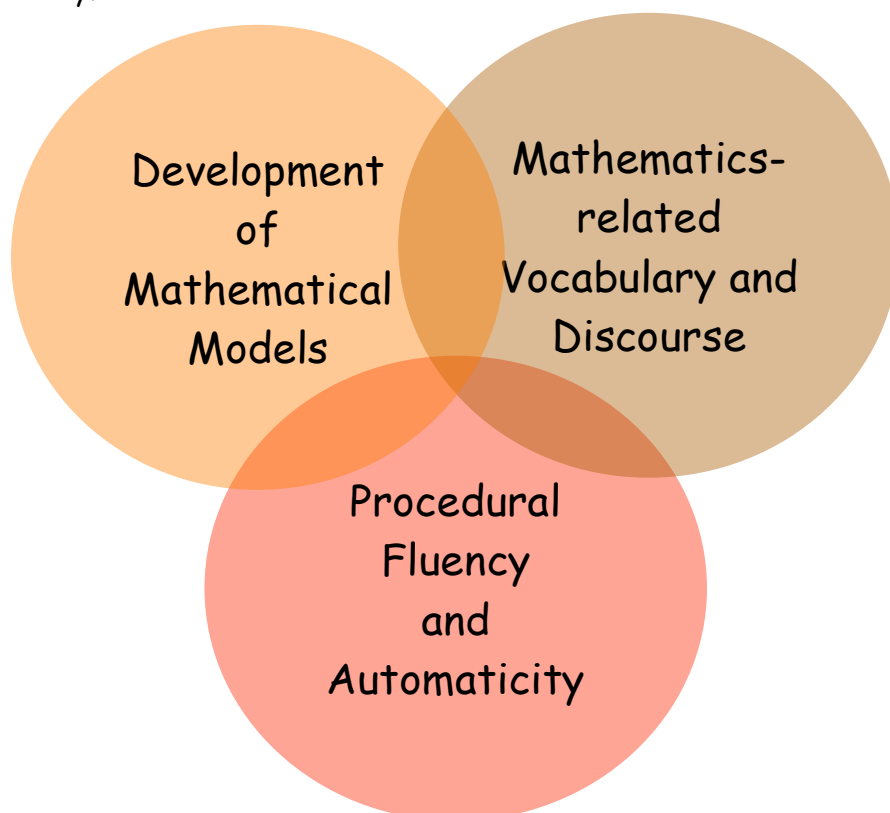 Development
of
Mathematical
Models
Mathematics-
related
Vocabulary and
Discourse
Procedural
Fluency
and
Automaticity